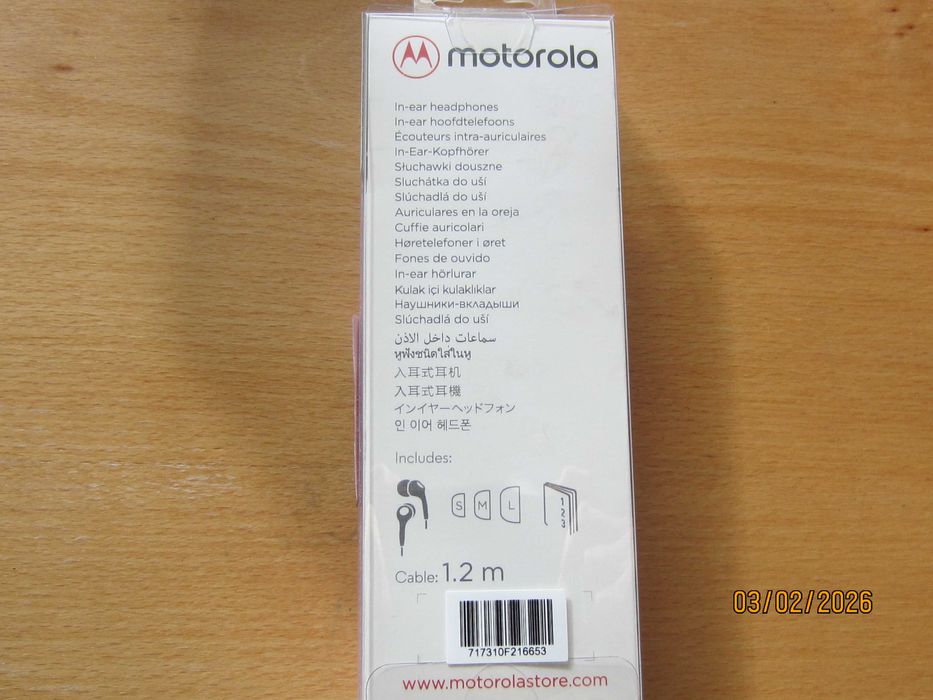 motorola
In-ear headphones
In-ear hoofdtelefoons
Écouteurs intra-auriculaires
In-Ear-Kopfhörer
Słuchawki douszne
Sluchátka do uší
Slúchadlá do uší
Auriculares en la oreja
Cuffie auricolari
Høretelefoner i øret
Fones de ouvido
In-ear hörlurar
Kulak içi kulaklıklar
Наушники-вкладыши
Slúchadlá do uší
سماعات داخل الاذن
หูฟังชนิดใส่ในหู
入耳式耳机
入耳式耳機
インイヤーヘッドフォン
인 이어 헤드폰
Includes:
S M L 1
2
3
Cable: 1.2 m
717310F216653
www.motorolastore.com
03/02/2026